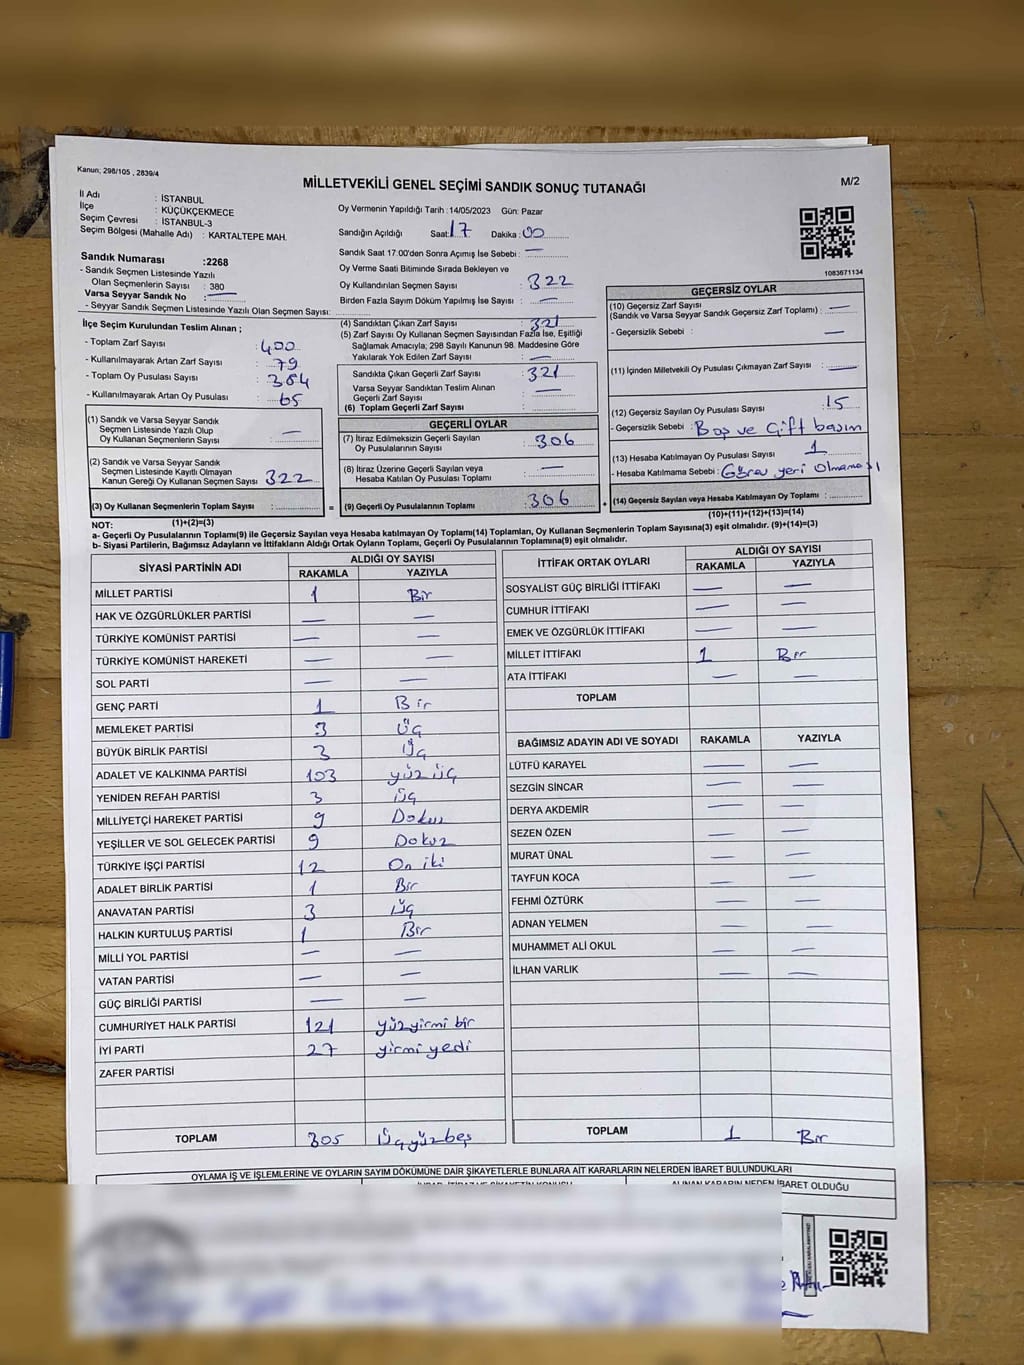 Kanun; 298/105 , 2839/4
MİLLETVEKİLİ GENEL SEÇİMİ SANDIK SONUÇ TUTANAĞI
M/2
İl Adı : İSTANBUL
İlçe : KÜÇÜKÇEKMECE
Seçim Çevresi : İSTANBUL-3
Seçim Bölgesi (Mahalle Adı) : KARTALTEPE MAH.
Sandık Numarası :2268
- Sandık Seçmen Listesinde Yazılı
Olan Seçmenlerin Sayısı : 380
Varsa Seyyar Sandık No : —
- Seyyar Sandık Seçmen Listesinde Yazılı Olan Seçmen Sayısı:
Oy Vermenin Yapıldığı Tarih :14/05/2023 Gün: Pazar
Sandığın Açıldığı Saat: 17 Dakika: 00
Sandık Saat 17.00'den Sonra Açımış İse Sebebi : —
Oy Verme Saati Bitiminde Sırada Bekleyen ve
Oy Kullandırılan Seçmen Sayısı : 322
Birden Fazla Sayım Döküm Yapılmış İse Sayısı : —
1083671134
İlçe Seçim Kurulundan Teslim Alınan ;
- Toplam Zarf Sayısı : 400
- Kullanılmayarak Artan Zarf Sayısı : 79
- Toplam Oy Pusulası Sayısı : 384
- Kullanılmayarak Artan Oy Pusulası : 65
(1) Sandık ve Varsa Seyyar Sandık
Seçmen Listesinde Yazılı Olup
Oy Kullanan Seçmenlerin Sayısı : —
(2) Sandık ve Varsa Seyyar Sandık
Seçmen Listesinde Kayıtlı Olmayan
Kanun Gereği Oy Kullanan Seçmen Sayısı : 322
(3) Oy Kullanan Seçmenlerin Toplam Sayısı :
(1)+(2)=(3)
(4) Sandıktan Çıkan Zarf Sayısı : 321
(5) Zarf Sayısı Oy Kullanan Seçmen Sayısından Fazla İse, Eşitliği
Sağlamak Amacıyla; 298 Sayılı Kanunun 98. Maddesine Göre
Yakılarak Yok Edilen Zarf Sayısı : —
Sandıkta Çıkan Geçerli Zarf Sayısı : 321
Varsa Seyyar Sandıktan Teslim Alınan
Geçerli Zarf Sayısı : —
(6) Toplam Geçerli Zarf Sayısı :
GEÇERLİ OYLAR
(7) İtiraz Edilmeksizin Geçerli Sayılan
Oy Pusulalarının Sayısı : 306
(8) İtiraz Üzerine Geçerli Sayılan veya
Hesaba Katılan Oy Pusulası Toplamı : —
= (9) Geçerli Oy Pusulalarının Toplamı : 306 +
GEÇERSİZ OYLAR
(10) Geçersiz Zarf Sayısı
(Sandık ve Varsa Seyyar Sandık Geçersiz Zarf Toplamı) : —
- Geçersizlik Sebebi : —
(11) İçinden Milletvekili Oy Pusulası Çıkmayan Zarf Sayısı : —
(12) Geçersiz Sayılan Oy Pusulası Sayısı : 15
- Geçersizlik Sebebi : Boş ve Çift basım
(13) Hesaba Katılmayan Oy Pusulası Sayısı : 1
- Hesaba Katılmama Sebebi : Görev yeri Olmaması
(14) Geçersiz Sayılan veya Hesaba Katılmayan Oy Toplamı :
(10)+(11)+(12)+(13)=(14)
NOT:
a- Geçerli Oy Pusulalarının Toplamı(9) ile Geçersiz Sayılan veya Hesaba katılmayan Oy Toplamı(14) Toplamları, Oy Kullanan Seçmenlerin Toplam Sayısına(3) eşit olmalıdır. (9)+(14)=(3)
b- Siyasi Partilerin, Bağımsız Adayların ve İttifakların Aldığı Ortak Oyların Toplamı, Geçerli Oy Pusulalarının Toplamına(9) eşit olmalıdır.
SİYASİ PARTİNİN ADI ALDIĞI OY SAYISI
RAKAMLA YAZIYLA
MİLLET PARTİSİ 1 Bir
HAK VE ÖZGÜRLÜKLER PARTİSİ — —
TÜRKİYE KOMÜNİST PARTİSİ — —
TÜRKİYE KOMÜNİST HAREKETİ — —
SOL PARTİ — —
GENÇ PARTİ 1 Bir
MEMLEKET PARTİSİ 3 Üç
BÜYÜK BİRLİK PARTİSİ 3 Üç
ADALET VE KALKINMA PARTİSİ 103 yüz üç
YENİDEN REFAH PARTİSİ 3 Üç
MİLLİYETÇİ HAREKET PARTİSİ 9 Dokuz
YEŞİLLER VE SOL GELECEK PARTİSİ 9 Dokuz
TÜRKİYE İŞÇİ PARTİSİ 12 On iki
ADALET BİRLİK PARTİSİ 1 Bir
ANAVATAN PARTİSİ 3 Üç
HALKIN KURTULUŞ PARTİSİ 1 Bir
MİLLİ YOL PARTİSİ — —
VATAN PARTİSİ — —
GÜÇ BİRLİĞİ PARTİSİ — —
CUMHURİYET HALK PARTİSİ 121 yüzyirmi bir
İYİ PARTİ 27 yirmi yedi
ZAFER PARTİSİ
TOPLAM 305 Üçyüzbeş
İTTİFAK ORTAK OYLARI ALDIĞI OY SAYISI
RAKAMLA YAZIYLA
SOSYALİST GÜÇ BİRLİĞİ İTTİFAKI — —
CUMHUR İTTİFAKI — —
EMEK VE ÖZGÜRLÜK İTTİFAKI — —
MİLLET İTTİFAKI 1 Bir
ATA İTTİFAKI — —
TOPLAM
BAĞIMSIZ ADAYIN ADI VE SOYADI RAKAMLA YAZIYLA
LÜTFÜ KARAYEL — —
SEZGİN SİNCAR — —
DERYA AKDEMİR — —
SEZEN ÖZEN — —
MURAT ÜNAL — —
TAYFUN KOCA — —
FEHMİ ÖZTÜRK — —
ADNAN YELMEN — —
MUHAMMET ALİ OKUL — —
İLHAN VARLIK — —
TOPLAM 1 Bir
OYLAMA İŞ VE İŞLEMLERİNE VE OYLARIN SAYIM DÖKÜMÜNE DAİR ŞİKAYETLERLE BUNLARA AİT KARARLARIN NELERDEN İBARET BULUNDUKLARI
ALINAN KARARIN NEDEN İBARET OLDUĞU